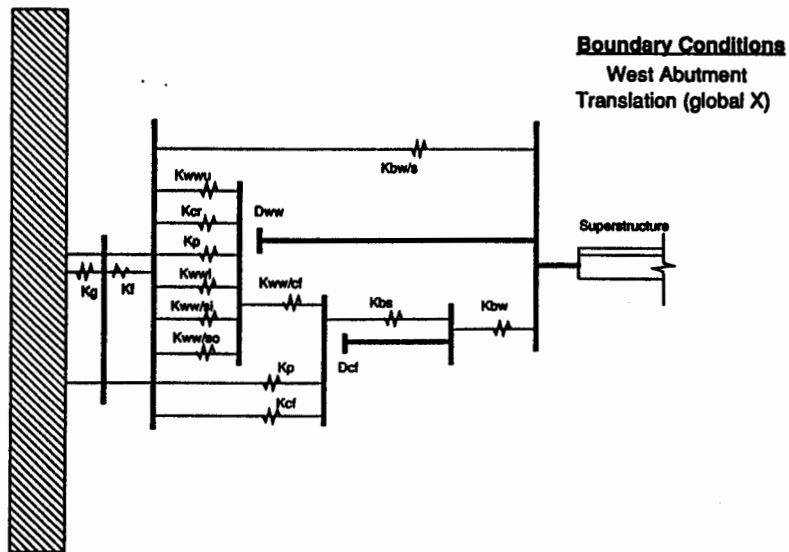 Boundary Conditions
West Abutment
Translation (global X)
Kbw/s
Kwwu
Kcr
Dww
Superstructure
Kp
Kwwl
Kg
Kf
Kww/cf
Kbs
Kbw
Kww/si
Kww/so
Kp
Dcf
Kcf